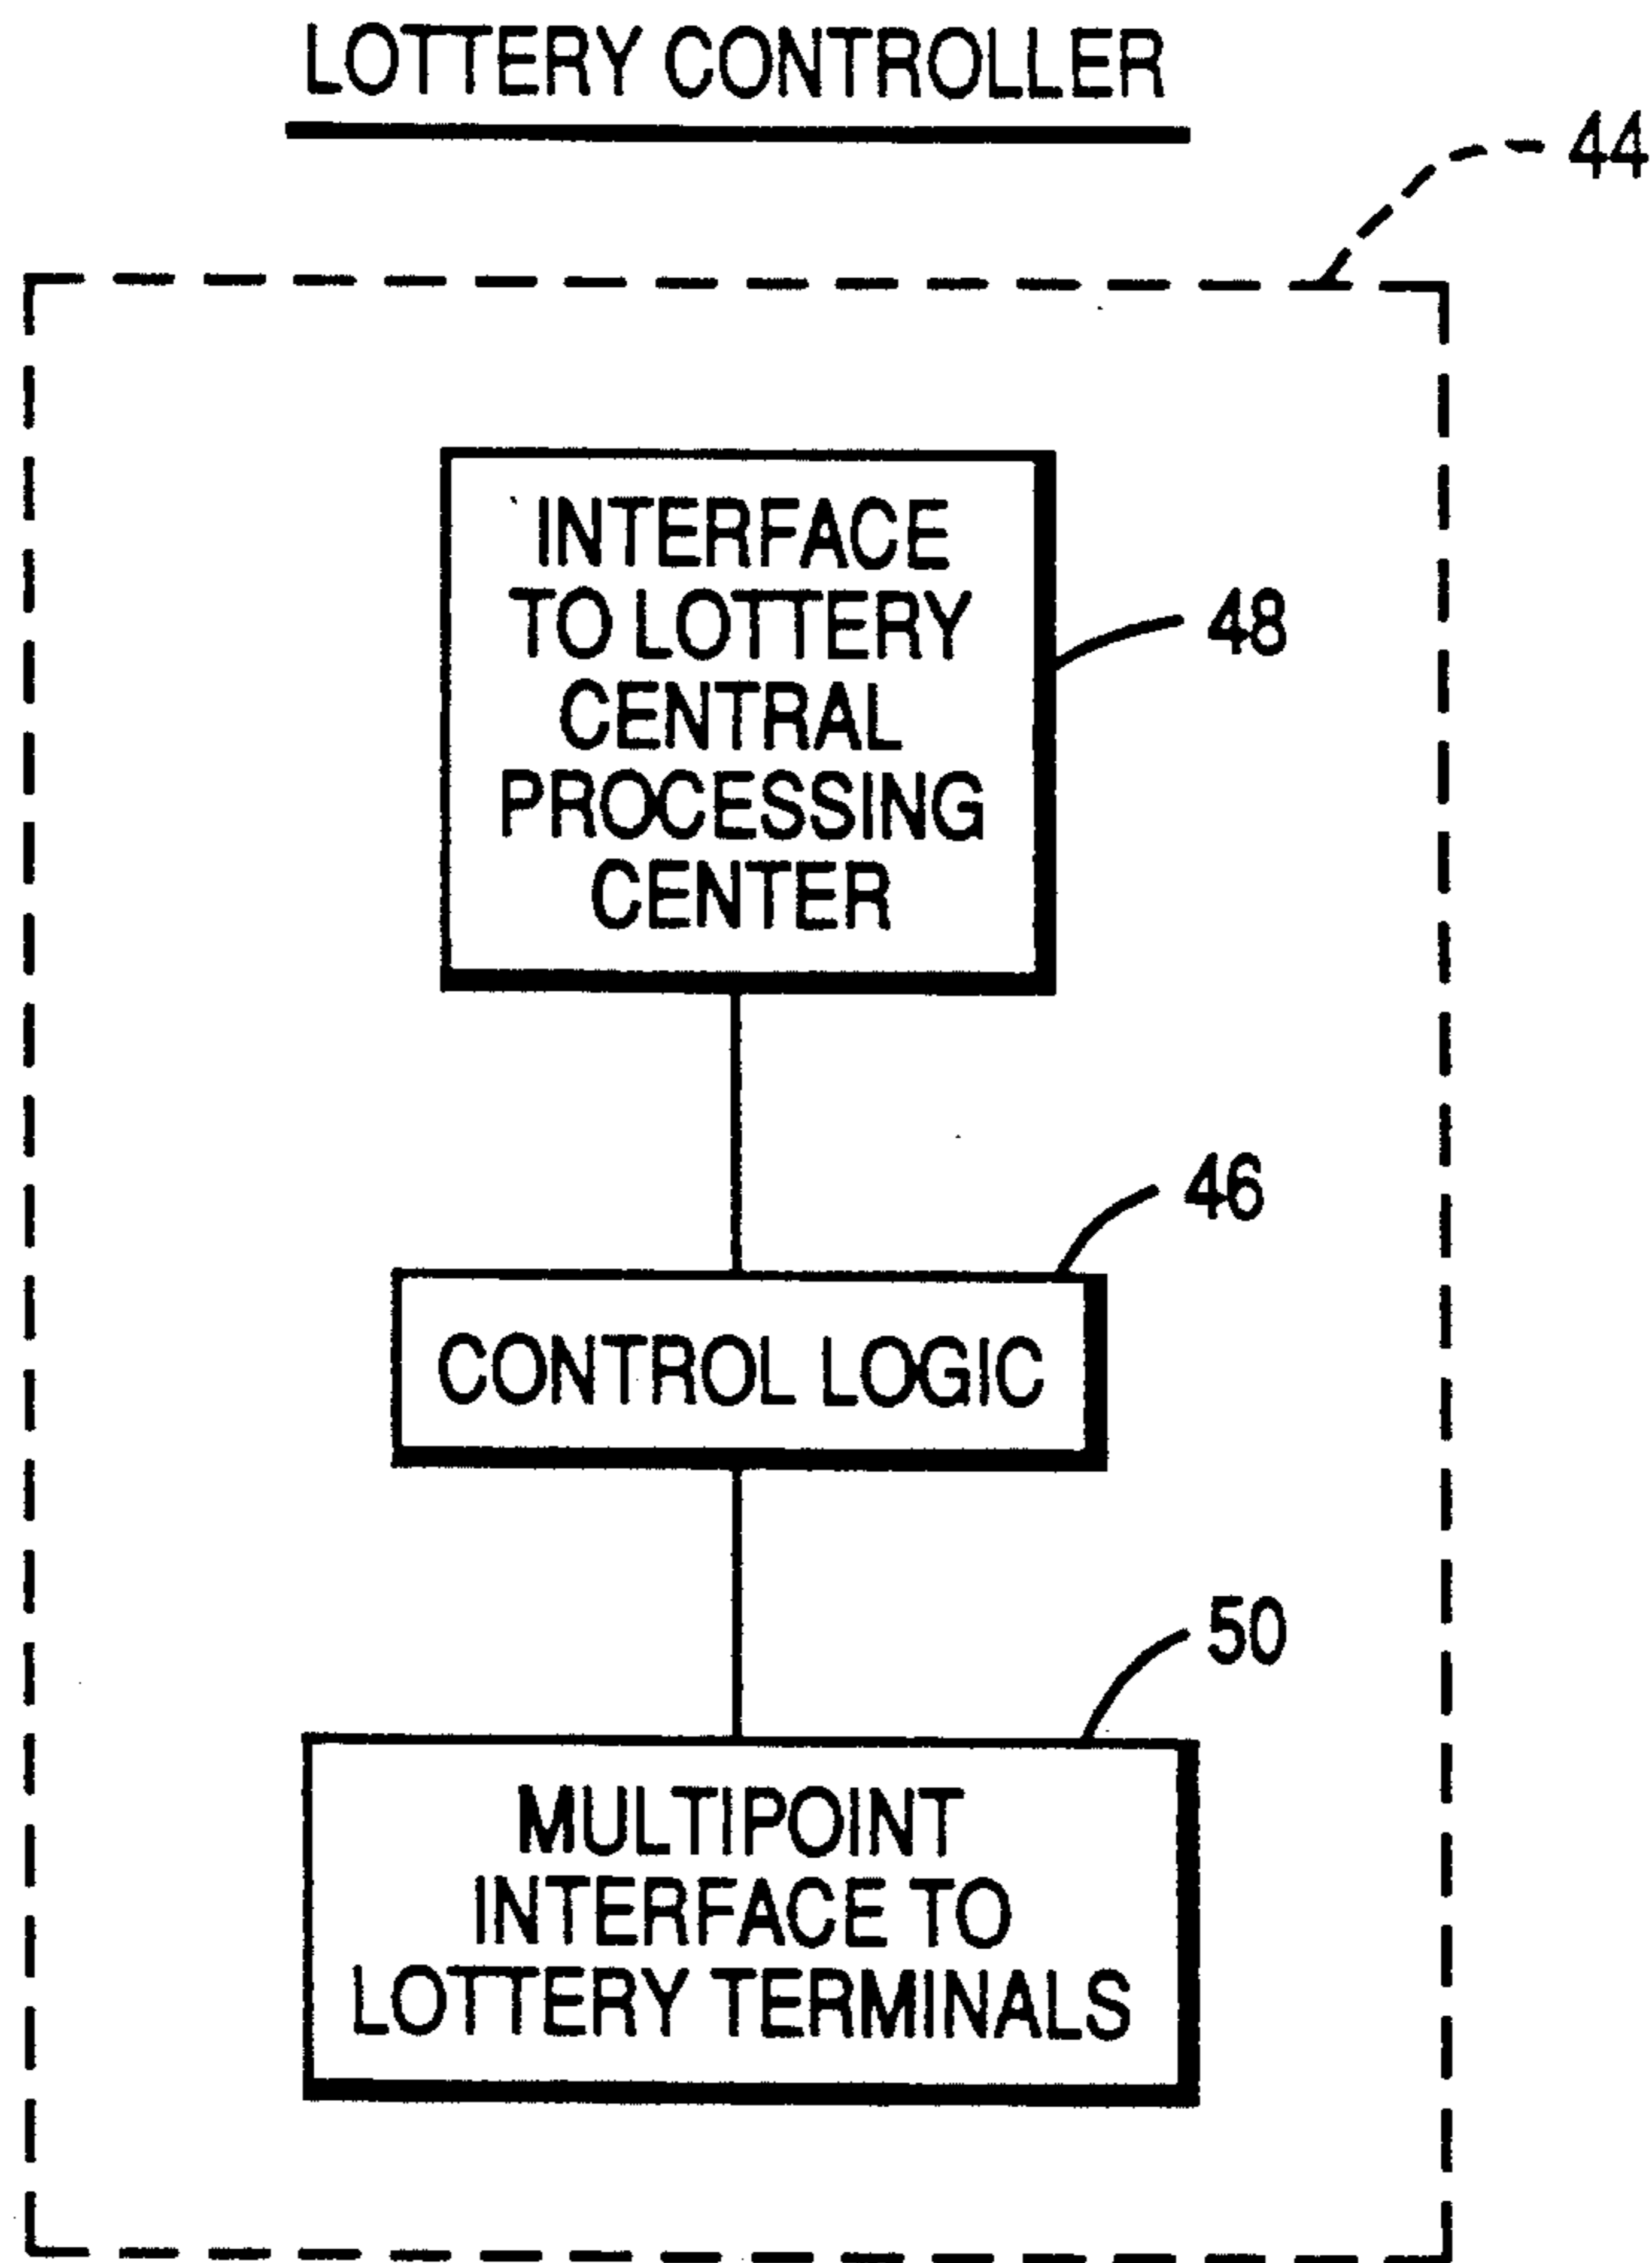 LOTTERY CONTROLLER
44
INTERFACE
TO LOTTERY
CENTRAL
PROCESSING
CENTER
48
46
CONTROL LOGIC
50
MULTIPOINT
INTERFACE TO
LOTTERY TERMINALS